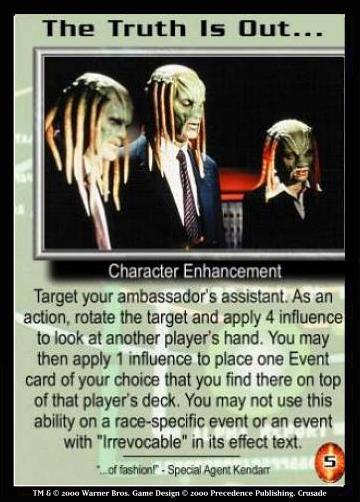 The Truth Is Out...
Character Enhancement
Target your ambassador's assistant. As an
action, rotate the target and apply 4 influence
to look at another player's hand. You may
then apply 1 influence to place one Event
card of your choice that you find there on top
of that player's deck. You may not use this
ability on a race-specific event or an event
with "Irrevocable" in its effect text.
"...of fashion!" - Special Agent Kendarr
5
TM & © 2000 Warner Bros. Game Design © 2000 Precedence Publishing. Crusade